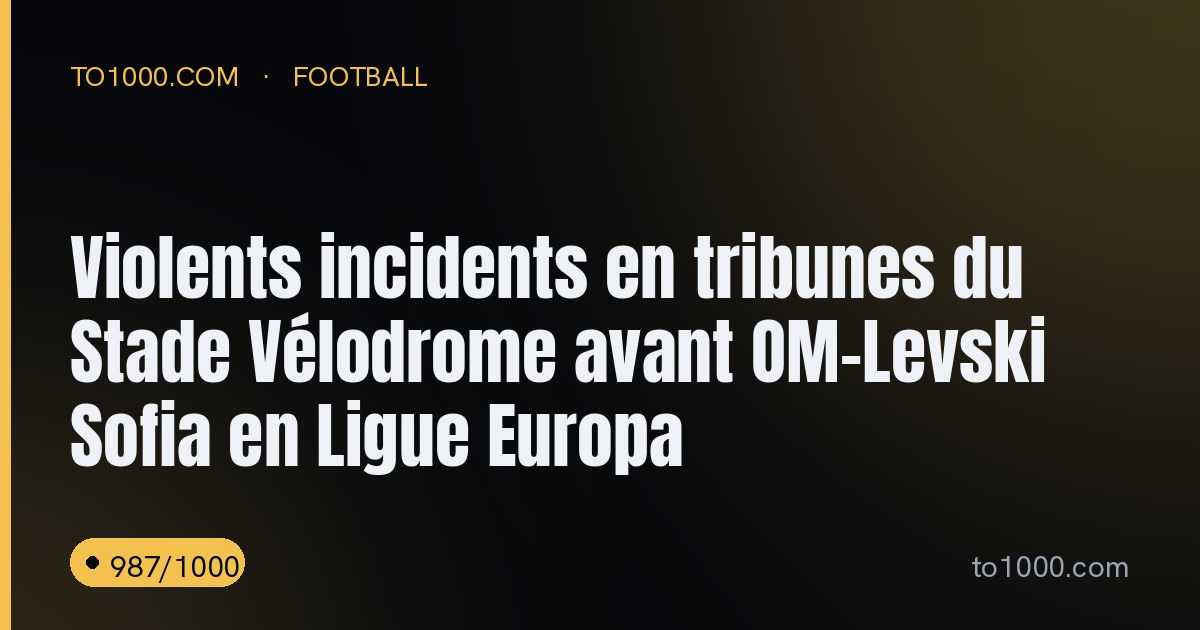 TO1000.COM · FOOTBALL
Violents incidents en tribunes du
Stade Vélodrome avant OM-Levski
Sofia en Ligue Europa
987/1000
to1000.com